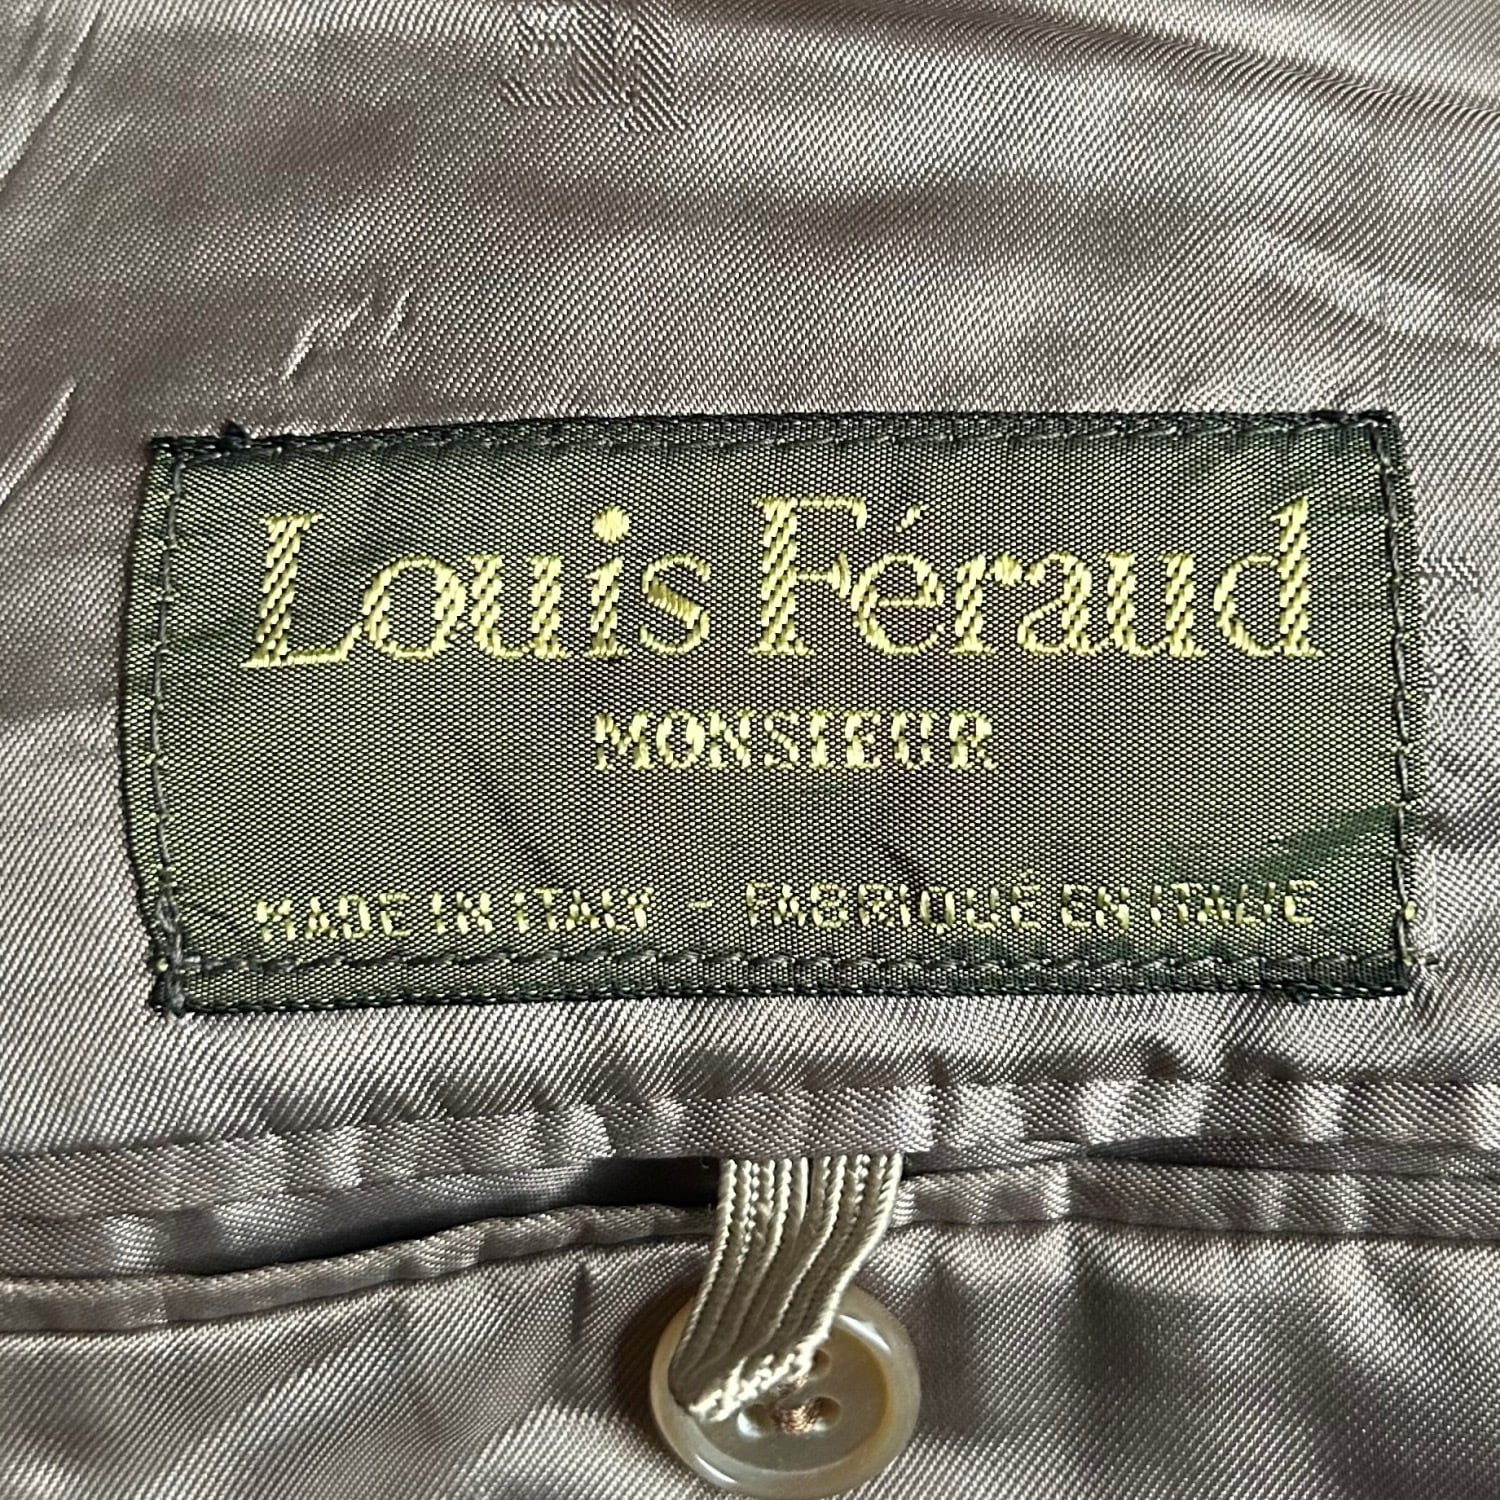 Louis Féraud
MONSIEUR
MADE IN ITALY - FABRIQUÉ EN ITALIE